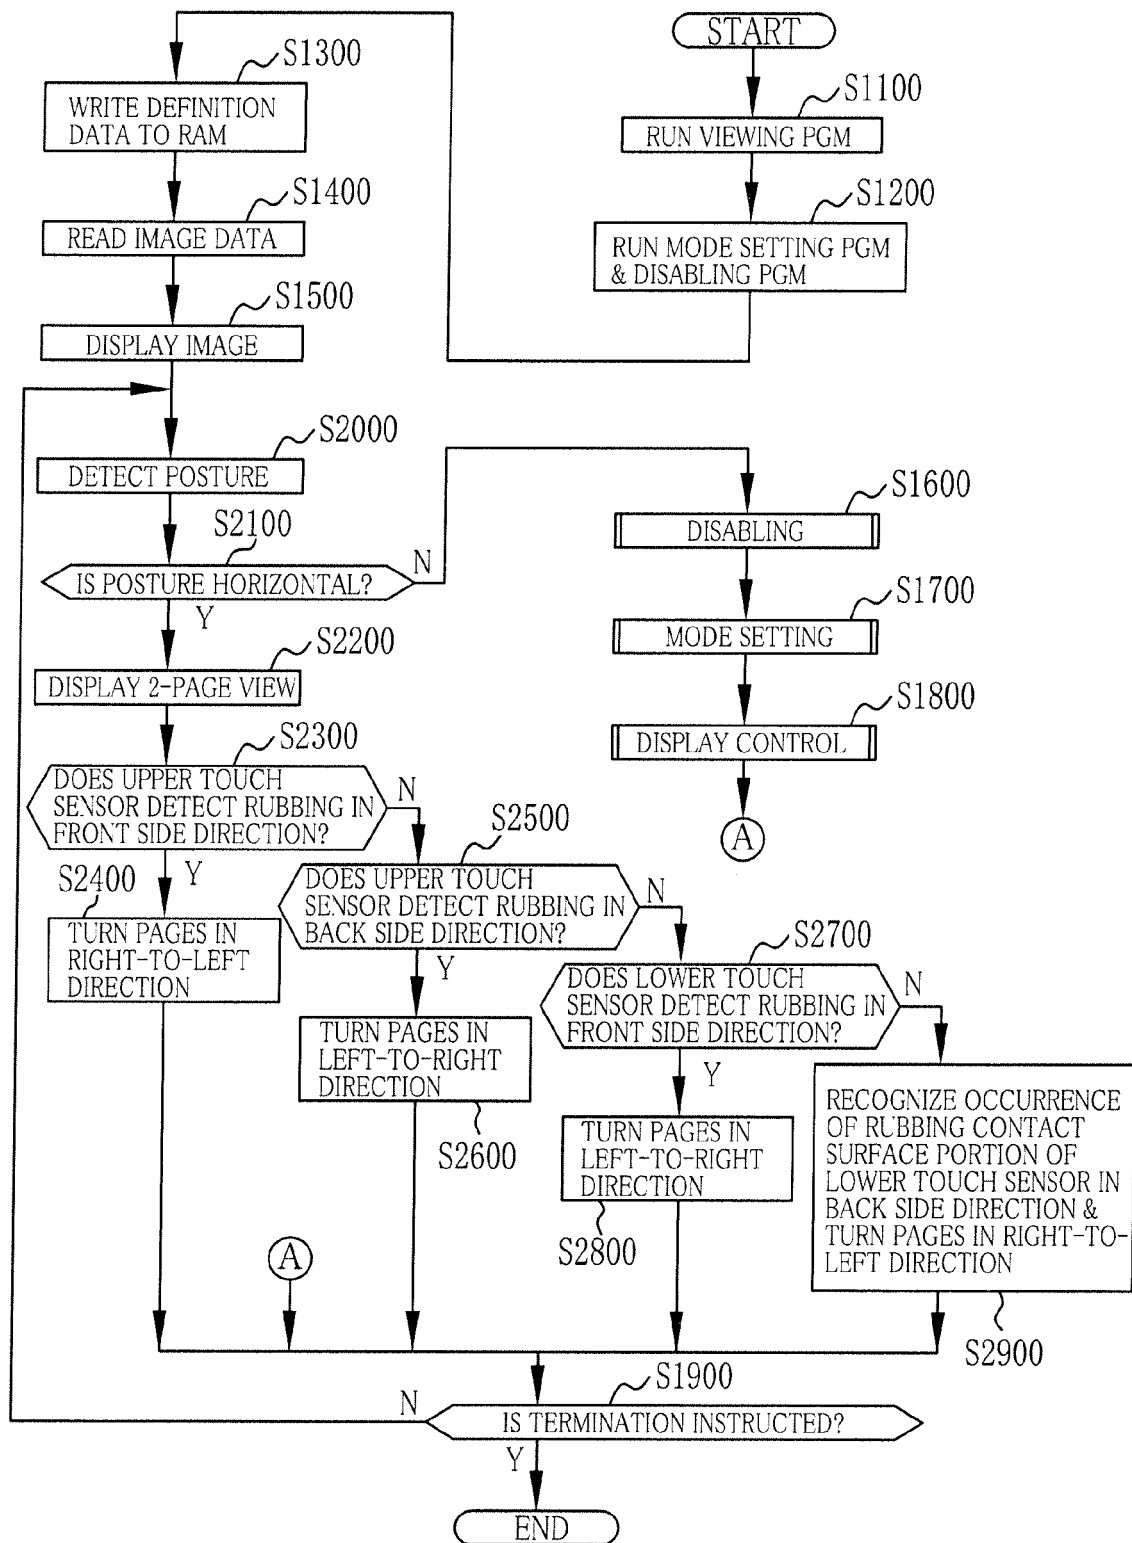 START
S1100
RUN VIEWING PGM
S1200
RUN MODE SETTING PGM
& DISABLING PGM
S1300
WRITE DEFINITION
DATA TO RAM
S1400
READ IMAGE DATA
S1500
DISPLAY IMAGE
S2000
DETECT POSTURE
S2100
IS POSTURE HORIZONTAL?
N
Y
S1600
DISABLING
S1700
MODE SETTING
S1800
DISPLAY CONTROL
A
S2200
DISPLAY 2-PAGE VIEW
S2300
DOES UPPER TOUCH
SENSOR DETECT RUBBING IN
FRONT SIDE DIRECTION?
N
Y
S2400
TURN PAGES IN
RIGHT-TO-LEFT
DIRECTION
S2500
DOES UPPER TOUCH
SENSOR DETECT RUBBING IN
BACK SIDE DIRECTION?
N
Y
TURN PAGES IN
LEFT-TO-RIGHT
DIRECTION
S2600
S2700
DOES LOWER TOUCH
SENSOR DETECT RUBBING IN
FRONT SIDE DIRECTION?
N
Y
TURN PAGES IN
LEFT-TO-RIGHT
DIRECTION
S2800
RECOGNIZE OCCURRENCE
OF RUBBING CONTACT
SURFACE PORTION OF
LOWER TOUCH SENSOR IN
BACK SIDE DIRECTION &
TURN PAGES IN RIGHT-TO-
LEFT DIRECTION
S2900
A
S1900
N
IS TERMINATION INSTRUCTED?
Y
END